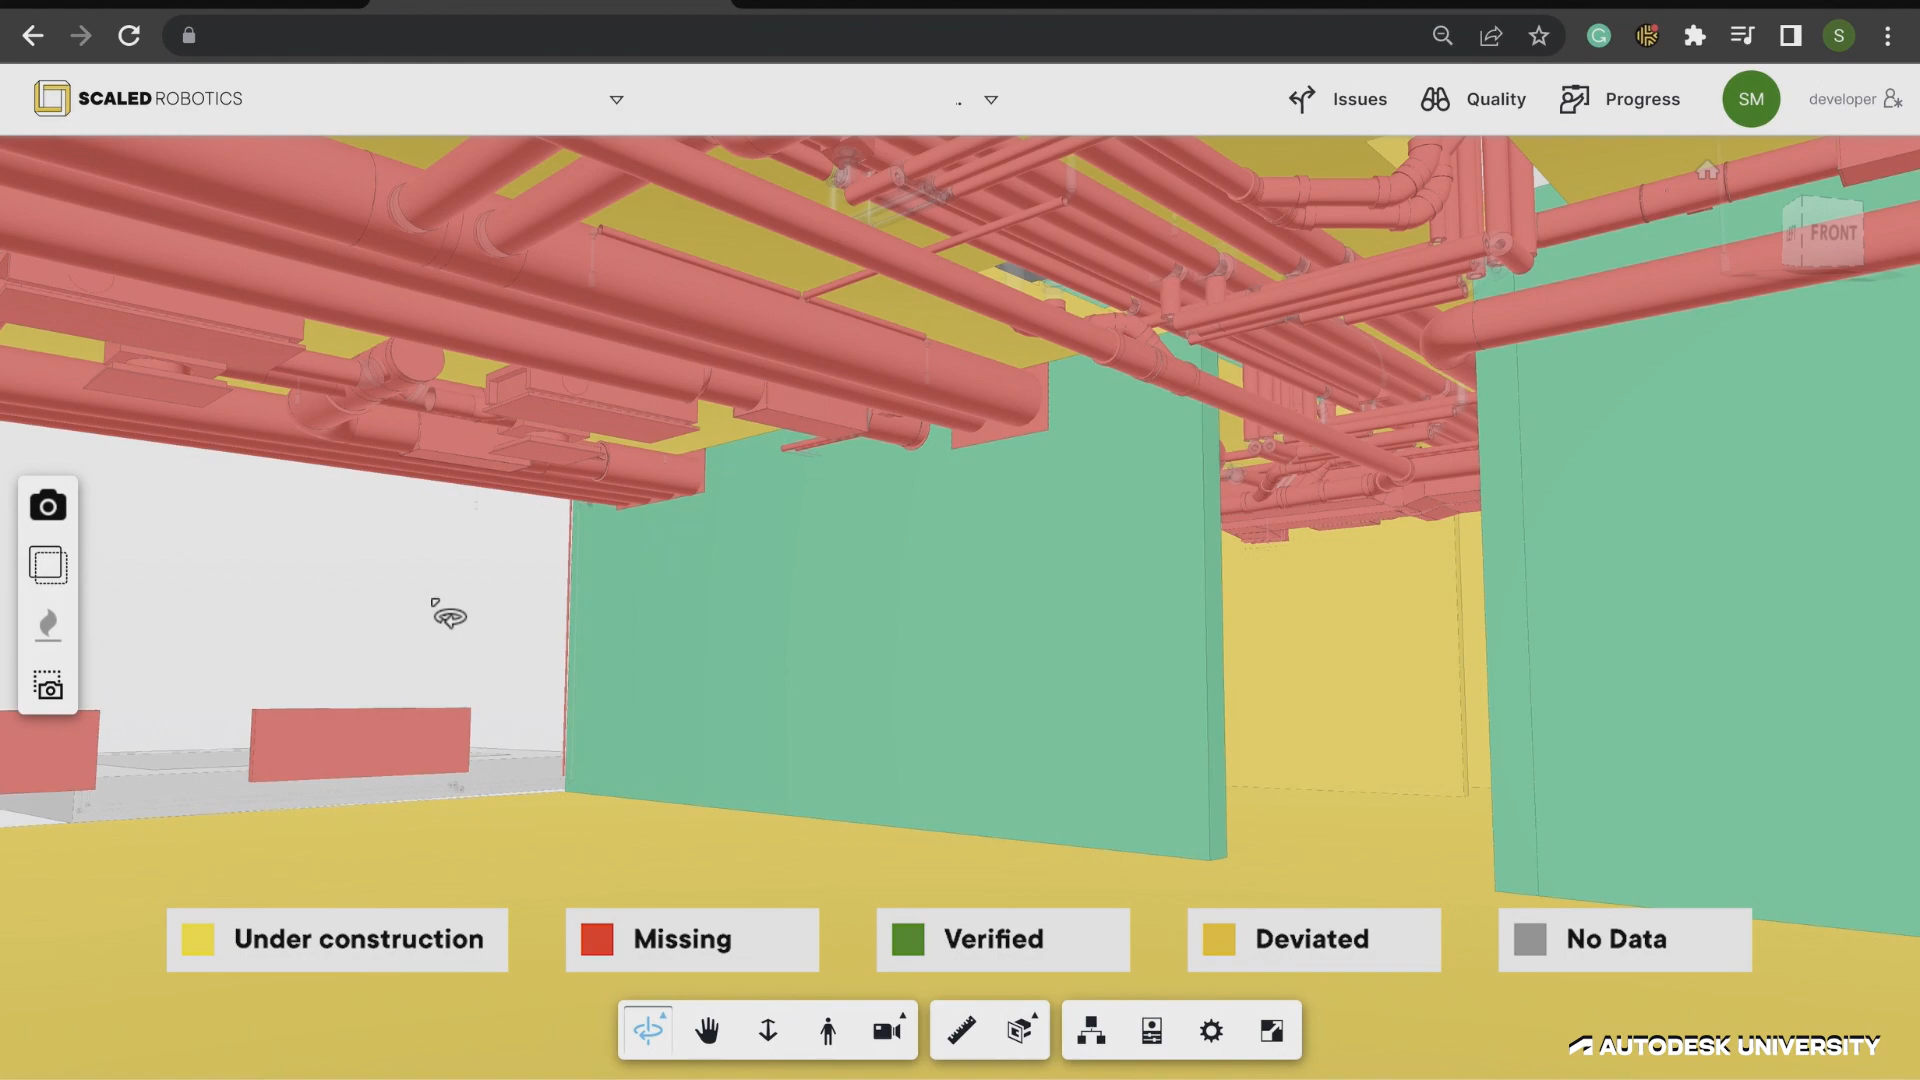 S
SCALED ROBOTICS
Issues
Quality
Progress
SM
developer
FRONT
Under construction
Missing
Verified
Deviated
No Data
AUTODESK UNIVERSITY